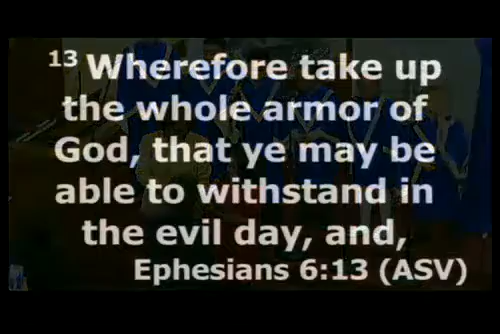 13 Wherefore take up
the whole armor of
God, that ye may be
able to withstand in
the evil day, and,
Ephesians 6:13 (ASV)